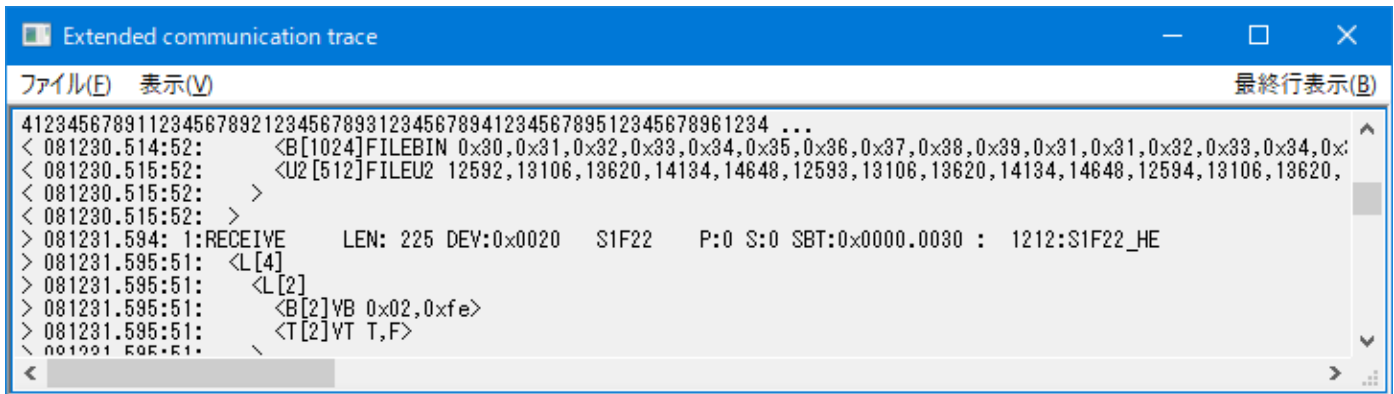 Extended communication trace
ファイル(F) 表示(V) 最終行表示(B)
41234567891123456789212345678931234567894123456789512345678961234 ...
< 081230.514:52:      <B[1024]FILEBIN 0x30,0x31,0x32,0x33,0x34,0x35,0x36,0x37,0x38,0x39,0x31,0x31,0x32,0x33,0x34,0x
< 081230.515:52:      <U2[512]FILEU2 12592,13106,13620,14134,14648,12593,13106,13620,14134,14648,12594,13106,13620,
< 081230.515:52:    >
< 081230.515:52:  >
> 081231.594: 1:RECEIVE     LEN: 225 DEV:0x0020   S1F22    P:0 S:0 SBT:0x0000.0030 :  1212:S1F22_HE
> 081231.595:51:  <L[4]
> 081231.595:51:    <L[2]
> 081231.595:51:      <B[2]VB 0x02,0xfe>
> 081231.595:51:      <T[2]VT T,F>
> 081231.595:51:    >